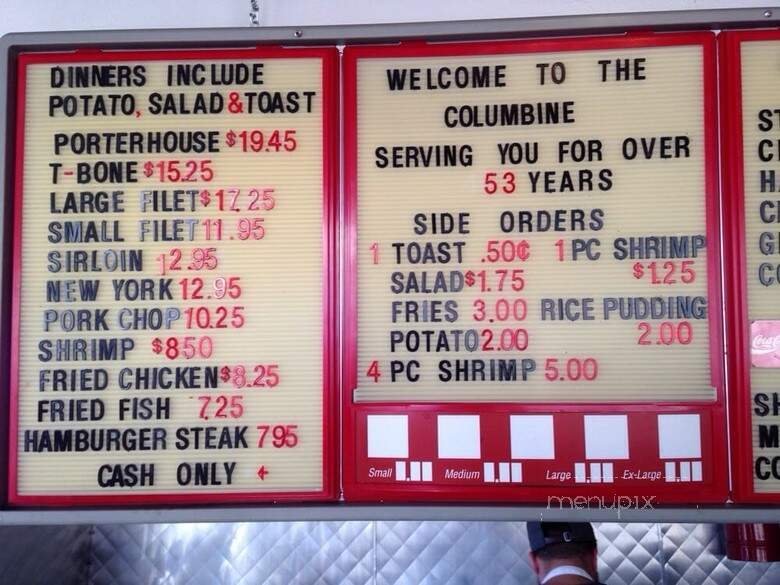 DINNERS INCLUDE
POTATO, SALAD & TOAST
PORTERHOUSE $19.45
T-BONE $15.25
LARGE FILET $17.25
SMALL FILET 11.95
SIRLOIN 12.95
NEW YORK 12.95
PORK CHOP 10.25
SHRIMP $850
FRIED CHICKEN $8.25
FRIED FISH 7.25
HAMBURGER STEAK 795
CASH ONLY
WELCOME TO THE
COLUMBINE
SERVING YOU FOR OVER
53 YEARS
SIDE ORDERS
1 TOAST .50¢ 1 PC SHRIMP
SALAD $1.75 $1.25
FRIES 3.00 RICE PUDDING
POTATO 2.00 2.00
4 PC SHRIMP 5.00
Small Medium Large Ex-Large
menupix